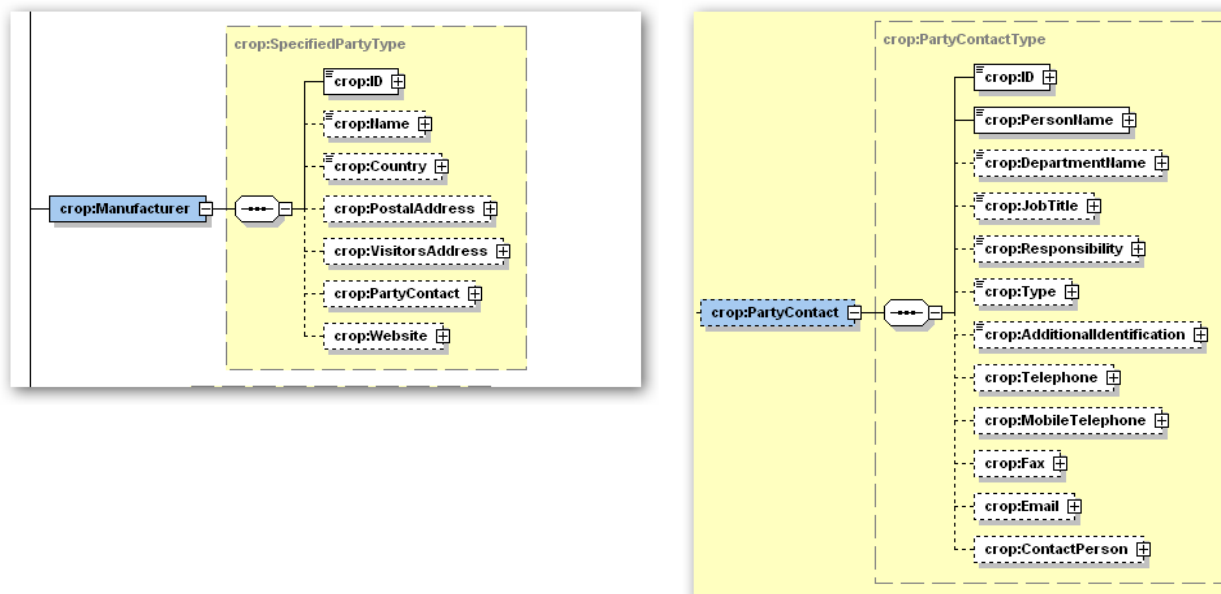 crop:SpecifiedPartyType
crop:ID
crop:Name
crop:Country
crop:Manufacturer
crop:PostalAddress
crop:VisitorsAddress
crop:PartyContact
crop:Website
crop:PartyContactType
crop:ID
crop:PersonName
crop:DepartmentName
crop:JobTitle
crop:Responsibility
crop:Type
crop:PartyContact
crop:AdditionalIdentification
crop:Telephone
crop:MobileTelephone
crop:Fax
crop:Email
crop:ContactPerson